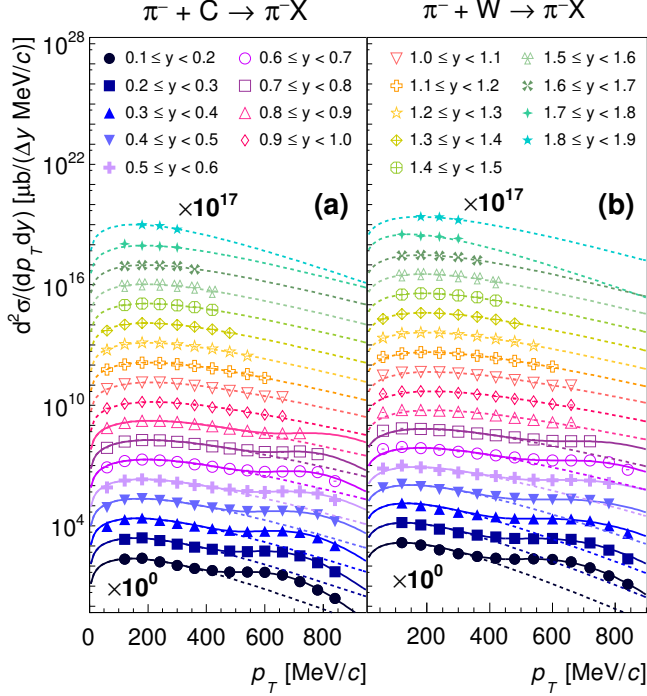 π⁻ + C → π⁻X
π⁻ + W → π⁻X
d²σ/(dp_T dy) [μb/(Δy MeV/c)]
10²⁸
10²²
10¹⁶
10¹⁰
10⁴
0.1 ≤ y < 0.2
0.2 ≤ y < 0.3
0.3 ≤ y < 0.4
0.4 ≤ y < 0.5
0.5 ≤ y < 0.6
0.6 ≤ y < 0.7
0.7 ≤ y < 0.8
0.8 ≤ y < 0.9
0.9 ≤ y < 1.0
×10¹⁷
(a)
×10⁰
1.0 ≤ y < 1.1
1.1 ≤ y < 1.2
1.2 ≤ y < 1.3
1.3 ≤ y < 1.4
1.4 ≤ y < 1.5
1.5 ≤ y < 1.6
1.6 ≤ y < 1.7
1.7 ≤ y < 1.8
1.8 ≤ y < 1.9
×10¹⁷
(b)
×10⁰
0 200 400 600 800
200 400 600 800
p_T [MeV/c]
p_T [MeV/c]